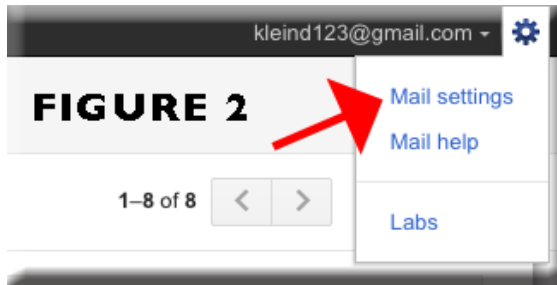 kleind123@gmail.com
FIGURE 2
Mail settings
Mail help
1–8 of 8
Labs